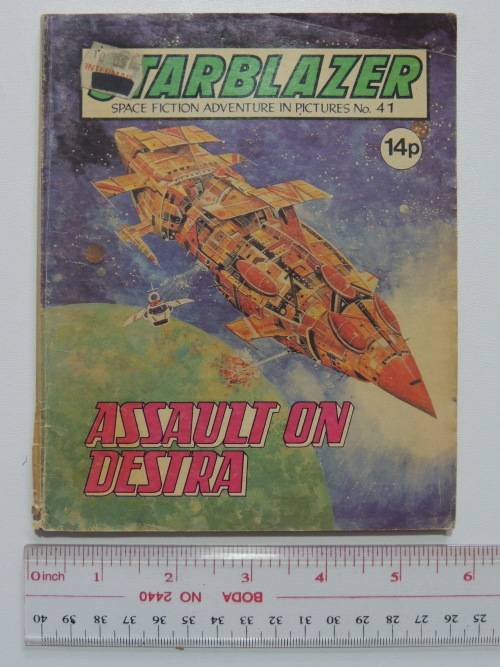 STARBLAZER
INTERMAG
SPACE FICTION ADVENTURE IN PICTURES No. 41
14p
ASSAULT ON
DESTRA
0 inch 1 2 3 4 5 6
BODA NO 2440
40 39 38 37 36 35 34 33 32 31 30 29 28 27 26 25